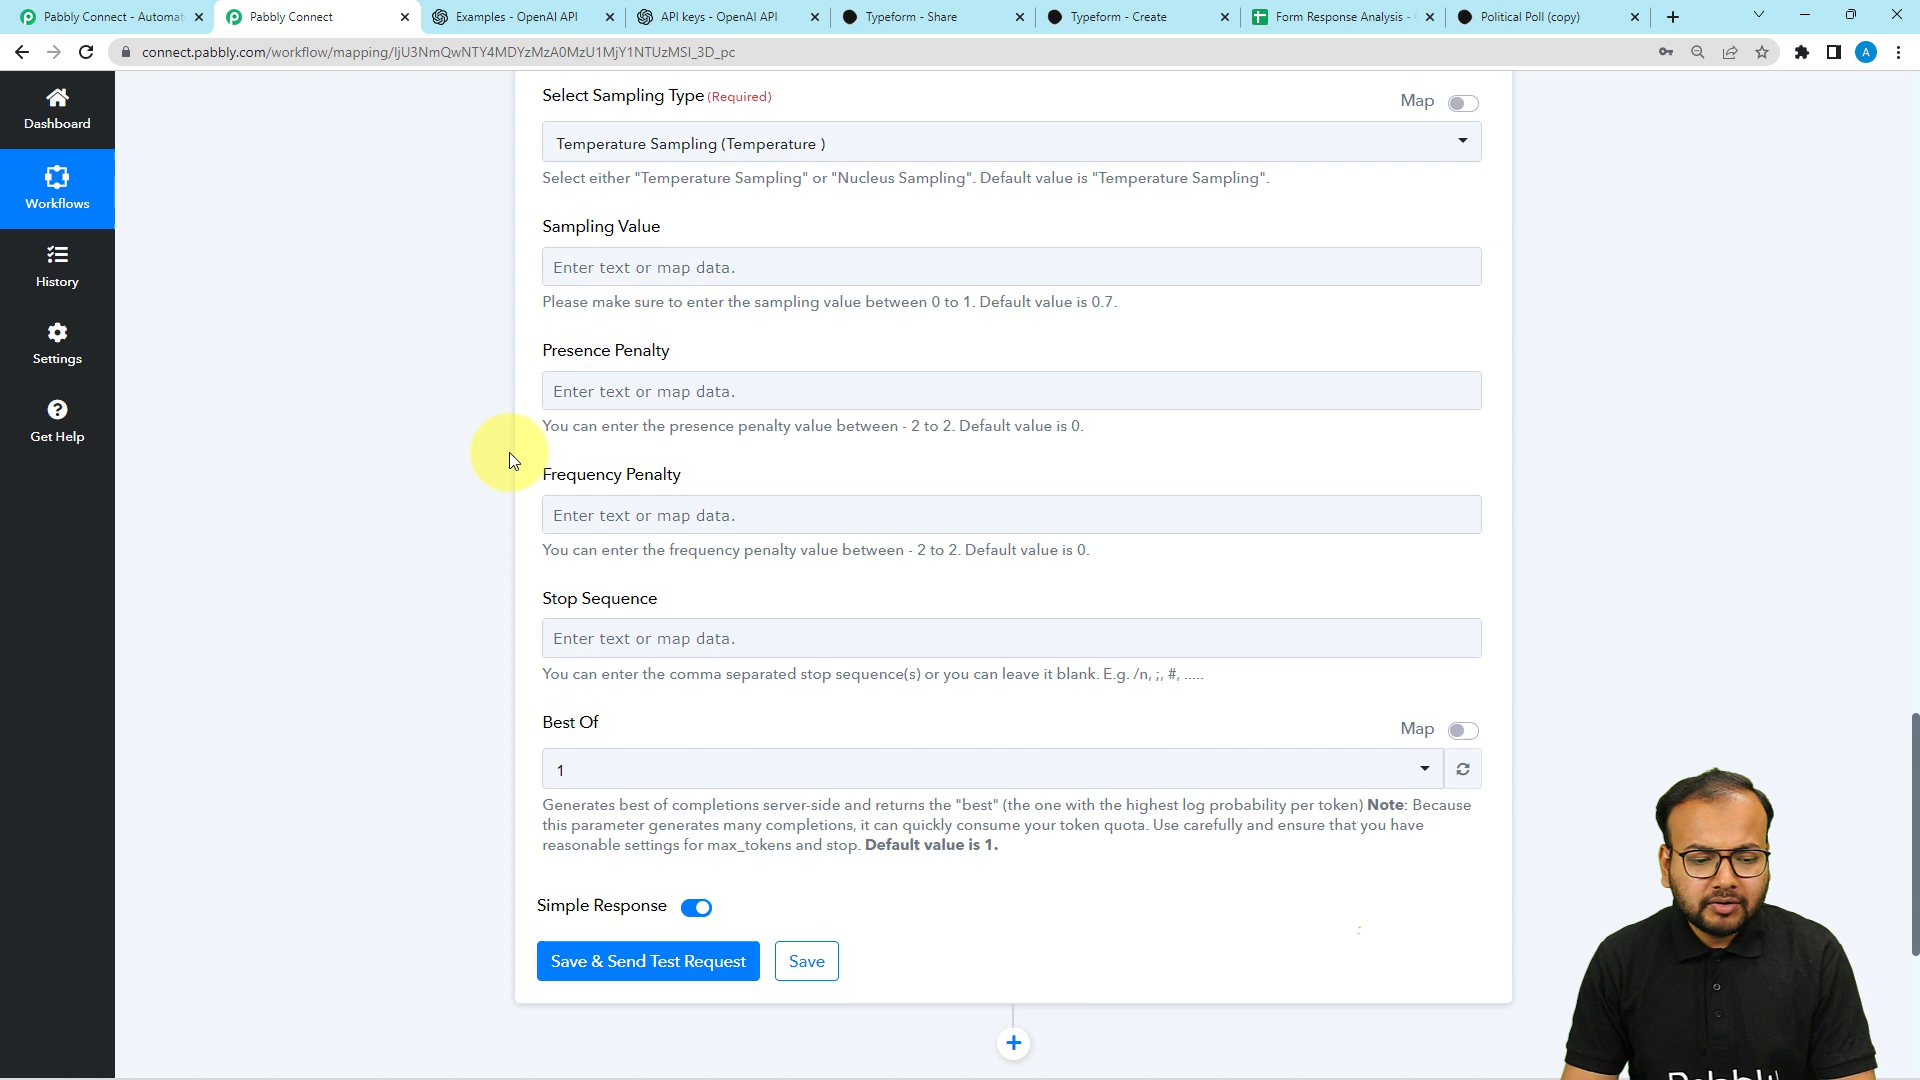 Pabbly Connect - Automat
Pabbly Connect
Examples - OpenAI API
API keys - OpenAI API
Typeform - Share
Typeform - Create
Form Response Analysis -
Political Poll (copy)
connect.pabbly.com/workflow/mapping/IjU3NmQwNTY4MDYzMzA0MzU1MjY1NTUzMSI_3D_pc
A
Dashboard
Workflows
History
Settings
Get Help
Select Sampling Type (Required)
Map
Temperature Sampling (Temperature )
Select either "Temperature Sampling" or "Nucleus Sampling". Default value is "Temperature Sampling".
Sampling Value
Enter text or map data.
Please make sure to enter the sampling value between 0 to 1. Default value is 0.7.
Presence Penalty
Enter text or map data.
You can enter the presence penalty value between - 2 to 2. Default value is 0.
Frequency Penalty
Enter text or map data.
You can enter the frequency penalty value between - 2 to 2. Default value is 0.
Stop Sequence
Enter text or map data.
You can enter the comma separated stop sequence(s) or you can leave it blank. E.g. /n, ;, #, .....
Best Of
Map
1
Generates best of completions server-side and returns the "best" (the one with the highest log probability per token) Note: Because
this parameter generates many completions, it can quickly consume your token quota. Use carefully and ensure that you have
reasonable settings for max_tokens and stop. Default value is 1.
Simple Response
Save & Send Test Request
Save